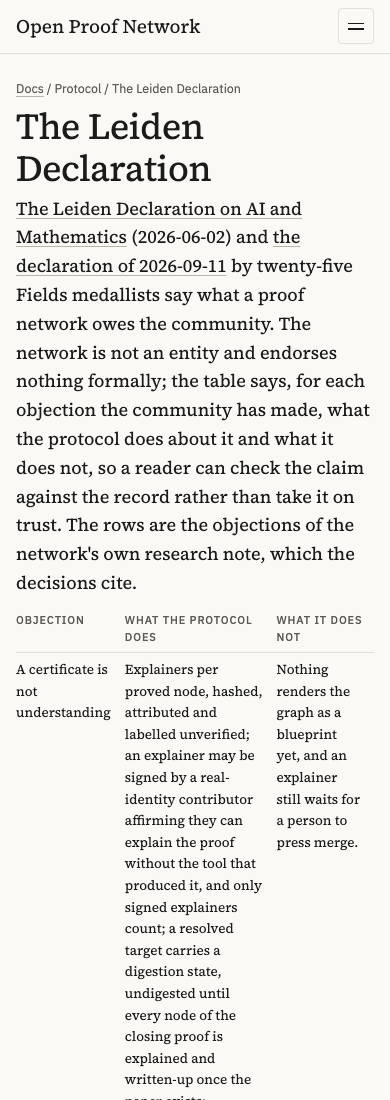 Open Proof Network
Docs / Protocol / The Leiden Declaration
The Leiden
Declaration
The Leiden Declaration on AI and
Mathematics (2026-06-02) and the
declaration of 2026-09-11 by twenty-five
Fields medallists say what a proof
network owes the community. The
network is not an entity and endorses
nothing formally; the table says, for each
objection the community has made, what
the protocol does about it and what it
does not, so a reader can check the claim
against the record rather than take it on
trust. The rows are the objections of the
network's own research note, which the
decisions cite.
OBJECTION
WHAT THE PROTOCOL
DOES
WHAT IT DOES
NOT
A certificate is
not
understanding
Explainers per
proved node, hashed,
attributed and
labelled unverified;
an explainer may be
signed by a real-
identity contributor
affirming they can
explain the proof
without the tool that
produced it, and only
signed explainers
count; a resolved
target carries a
digestion state,
undigested until
every node of the
closing proof is
explained and
written-up once the
Nothing
renders the
graph as a
blueprint
yet, and an
explainer
still waits for
a person to
press merge.